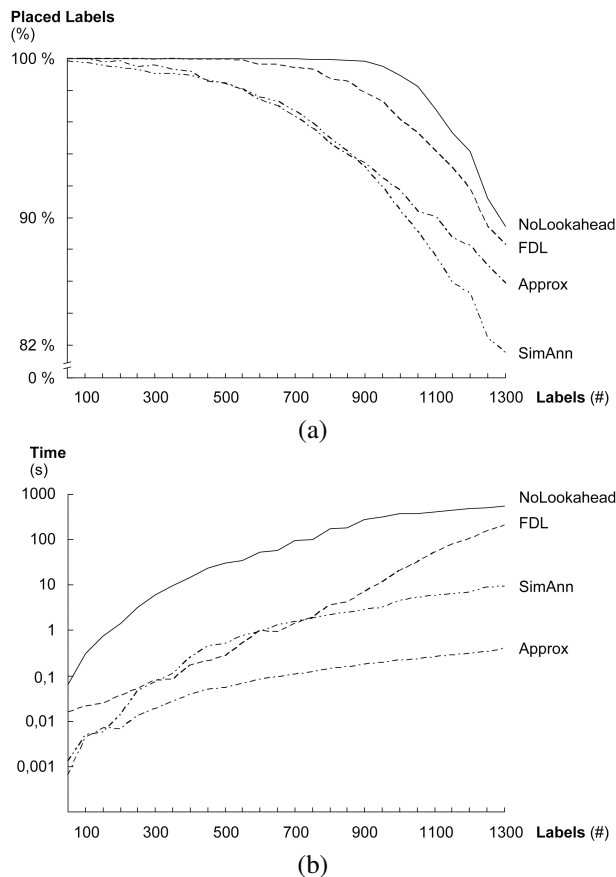 Placed Labels
(%)
100 %
90 %
82 %
0 %
NoLookahead
FDL
Approx
SimAnn
100 300 500 700 900 1100 1300 Labels (#)
(a)
Time
(s)
1000
100
10
1
0,1
0,01
0,001
NoLookahead
FDL
SimAnn
Approx
100 300 500 700 900 1100 1300 Labels (#)
(b)